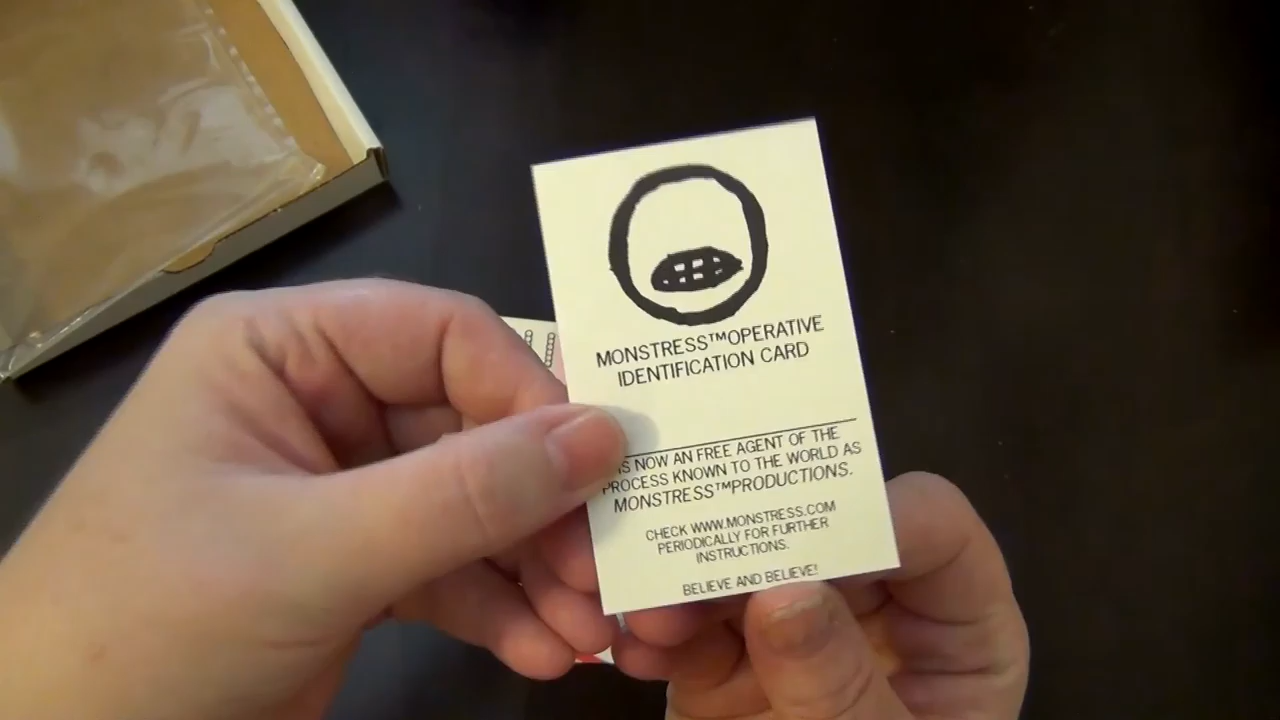 MONSTRESS™OPERATIVE
IDENTIFICATION CARD
IS NOW AN FREE AGENT OF THE
PROCESS KNOWN TO THE WORLD AS
MONSTRESS™PRODUCTIONS.
CHECK WWW.MONSTRESS.COM
PERIODICALLY FOR FURTHER
INSTRUCTIONS.
BELIEVE AND BELIEVE!